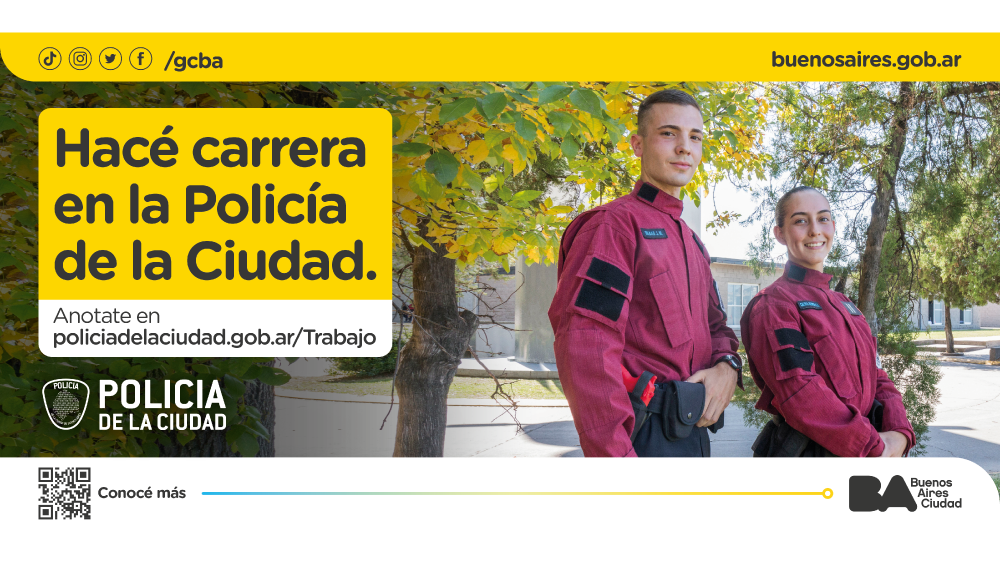 /gcba
buenosaires.gob.ar
Hacé carrera
en la Policía
de la Ciudad.
Anotate en
policiadelaciudad.gob.ar/Trabajo
POLICIA
POLICIA
DE LA CIUDAD
Conocé más
BA
Buenos
Aires
Ciudad